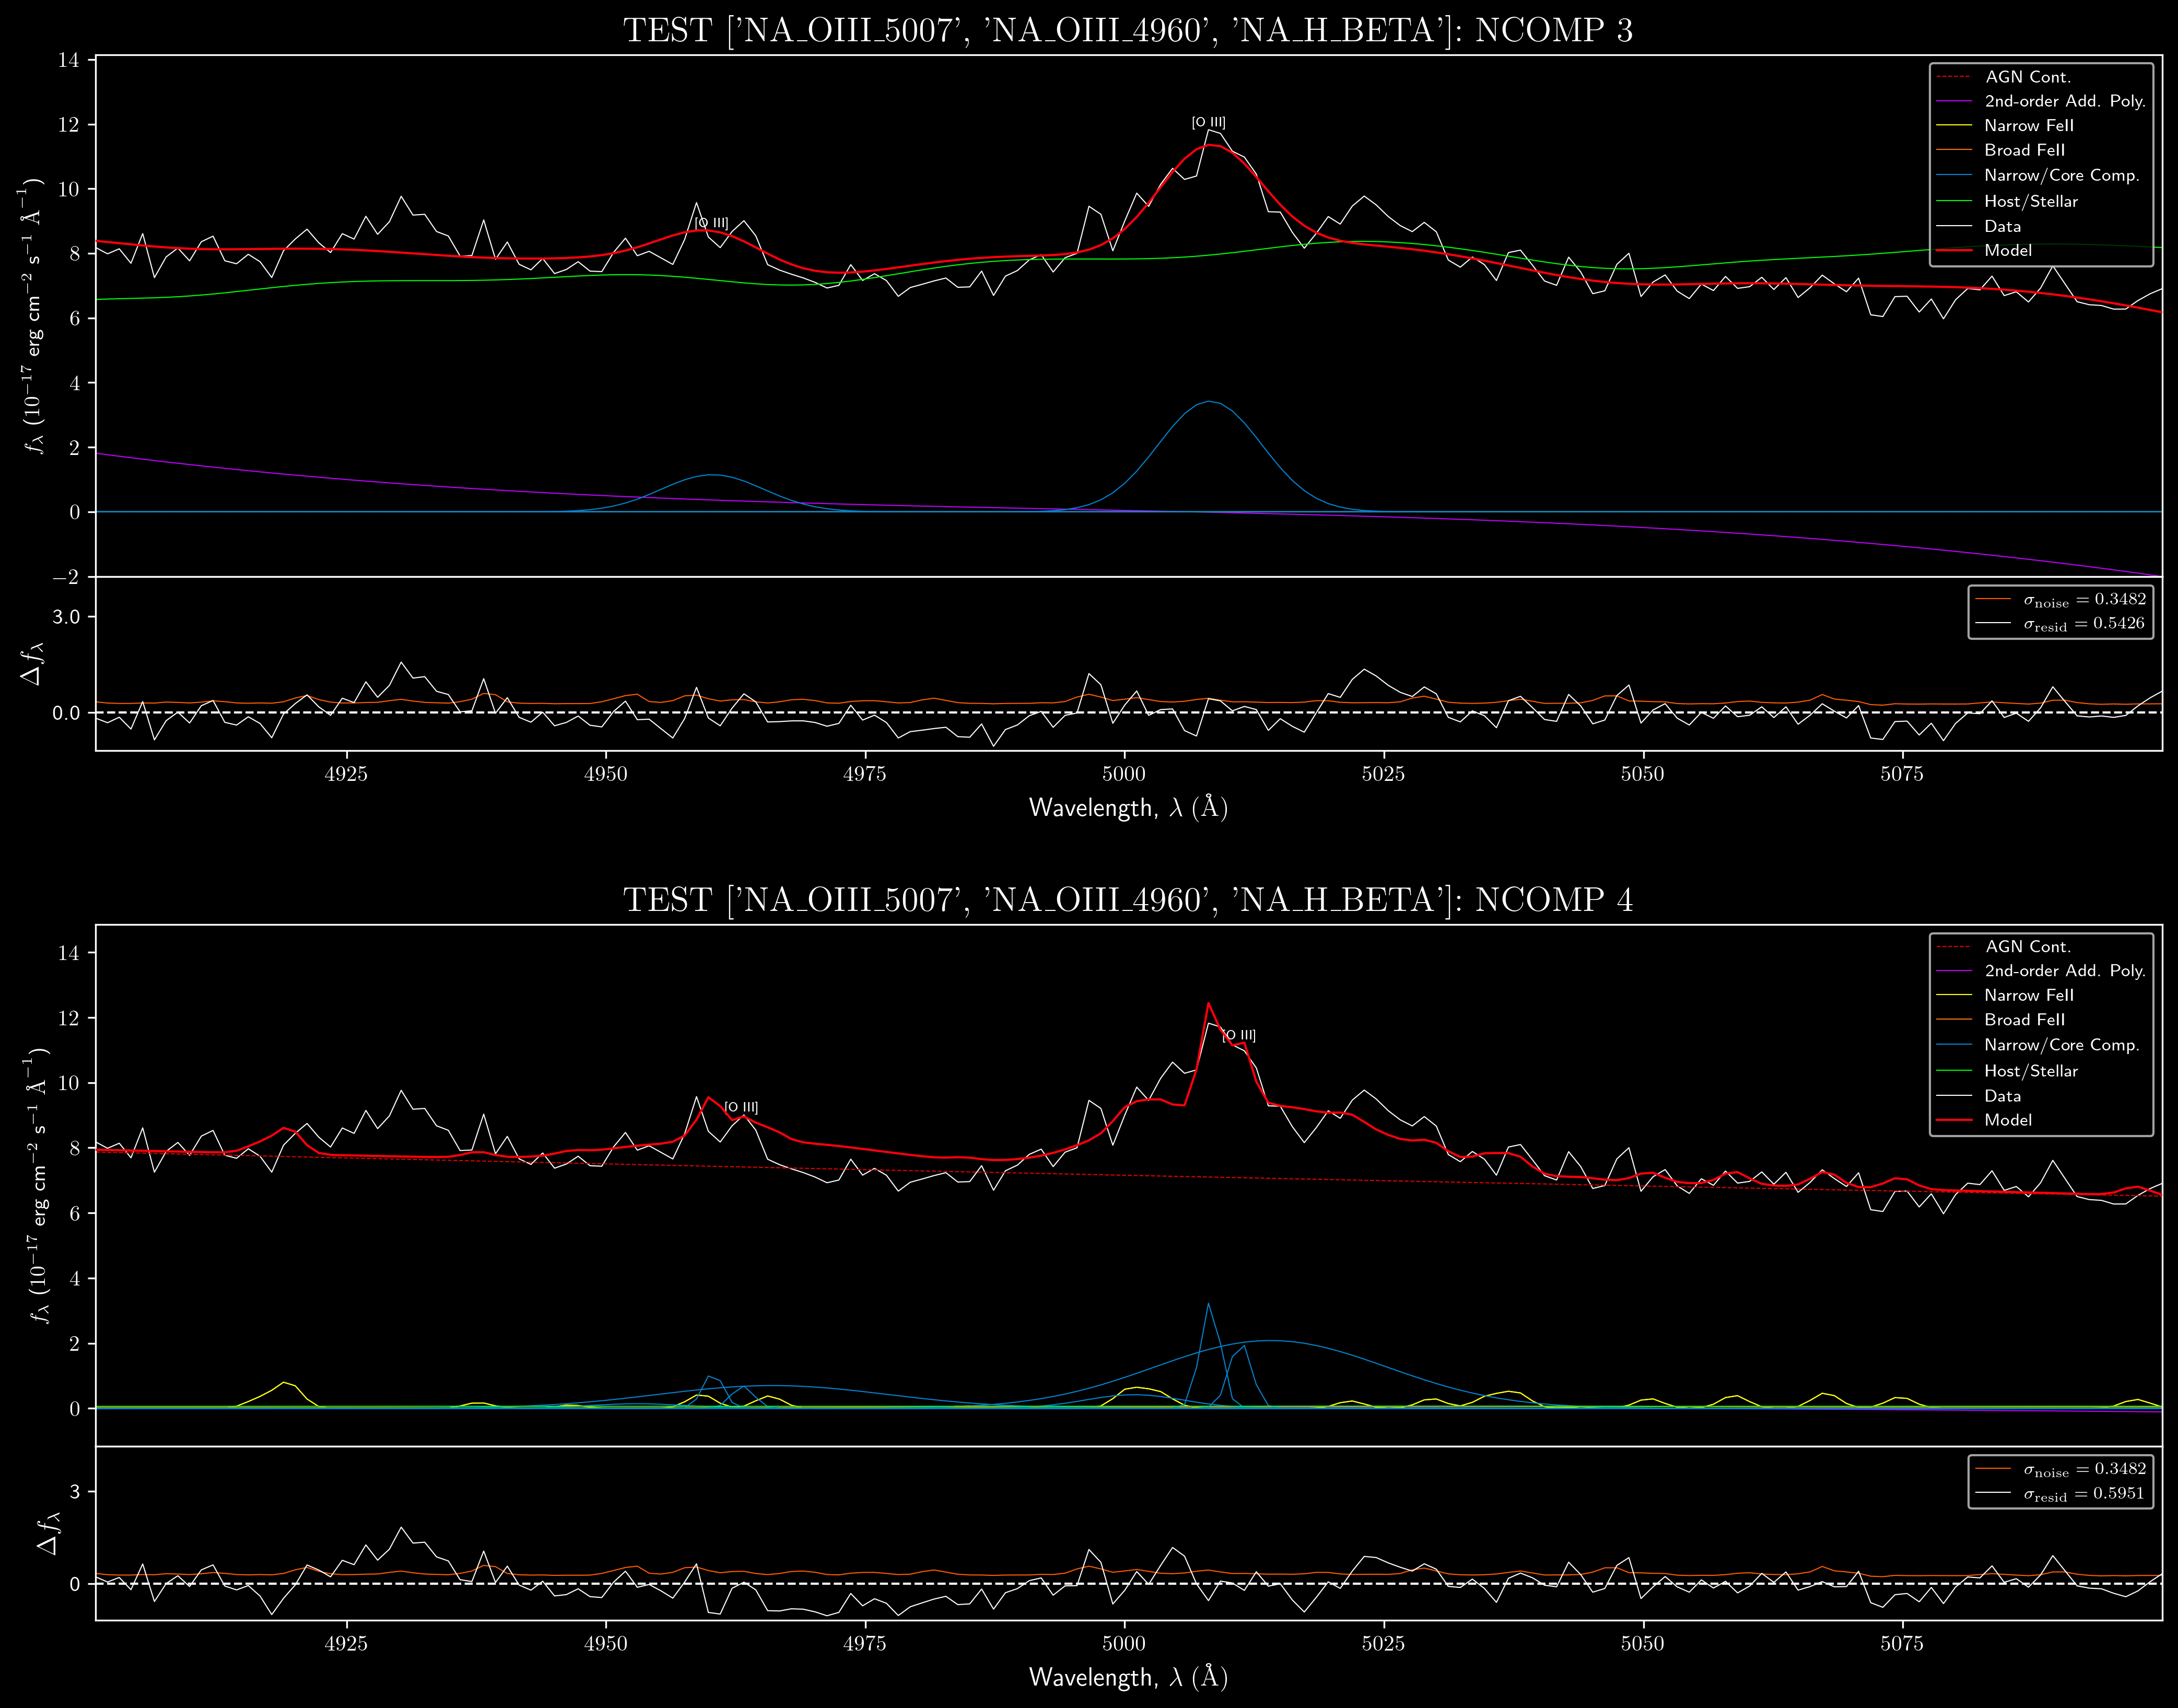 TEST ['NA_OIII_5007', 'NA_OIII_4960', 'NA_H_BETA']: NCOMP 3
14
12
10
8
6
4
2
0
−2
fλ (10⁻¹⁷ erg cm⁻² s⁻¹ Å⁻¹)
[O III]
[O III]
AGN Cont.
2nd-order Add. Poly.
Narrow FeII
Broad FeII
Narrow/Core Comp.
Host/Stellar
Data
Model
3.0
0.0
Δfλ
σnoise = 0.3482
σresid = 0.5426
4925 4950 4975 5000 5025 5050 5075
Wavelength, λ (Å)
TEST ['NA_OIII_5007', 'NA_OIII_4960', 'NA_H_BETA']: NCOMP 4
14
12
10
8
6
4
2
0
fλ (10⁻¹⁷ erg cm⁻² s⁻¹ Å⁻¹)
[O III]
[O III]
AGN Cont.
2nd-order Add. Poly.
Narrow FeII
Broad FeII
Narrow/Core Comp.
Host/Stellar
Data
Model
3
0
Δfλ
σnoise = 0.3482
σresid = 0.5951
4925 4950 4975 5000 5025 5050 5075
Wavelength, λ (Å)